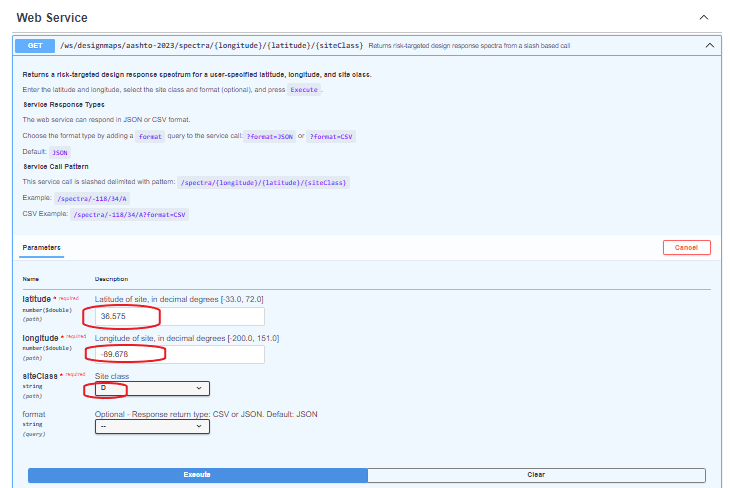 Web Service
GET /ws/designmaps/aashto-2023/spectra/{longitude}/{latitude}/{siteClass} Returns risk-targeted design response spectra from a slash based call
Returns a risk-targeted design response spectrum for a user-specified latitude, longitude, and site class.
Enter the latitude and longitude, select the site class and format (optional), and press Execute .
Service Response Types
The web service can respond in JSON or CSV format.
Choose the format type by adding a format query to the service call: ?format=JSON or ?format=CSV
Default: JSON
Service Call Pattern
This service call is slashed delimited with pattern: /spectra/{longitude}/{latitude}/{siteClass}
Example: /spectra/-118/34/A
CSV Example: /spectra/-118/34/A?format=CSV
Parameters Cancel
Name Description
latitude * required Latitude of site, in decimal degrees [-33.0, 72.0]
number($double)
(path)
36.575
longitude * required Longitude of site, in decimal degrees [-200.0, 151.0]
number($double)
(path)
-89.678
siteClass * required Site class
string
(path)
D
format Optional - Response return type: CSV or JSON. Default: JSON
string
(query)
--
Execute Clear